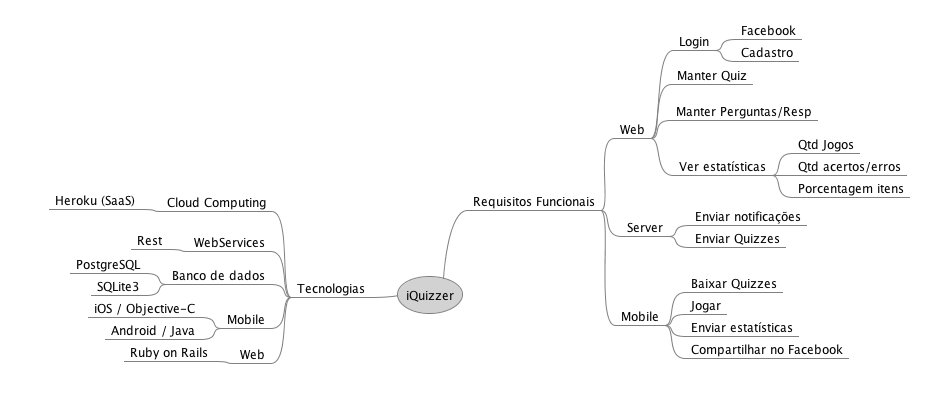 iQuizzer
Requisitos Funcionais
Web
Login
Facebook
Cadastro
Manter Quiz
Manter Perguntas/Resp
Ver estatísticas
Qtd Jogos
Qtd acertos/erros
Porcentagem itens
Server
Enviar notificações
Enviar Quizzes
Mobile
Baixar Quizzes
Jogar
Enviar estatísticas
Compartilhar no Facebook
Tecnologias
Cloud Computing
Heroku (SaaS)
WebServices
Rest
Banco de dados
PostgreSQL
SQLite3
Mobile
iOS / Objective-C
Android / Java
Web
Ruby on Rails